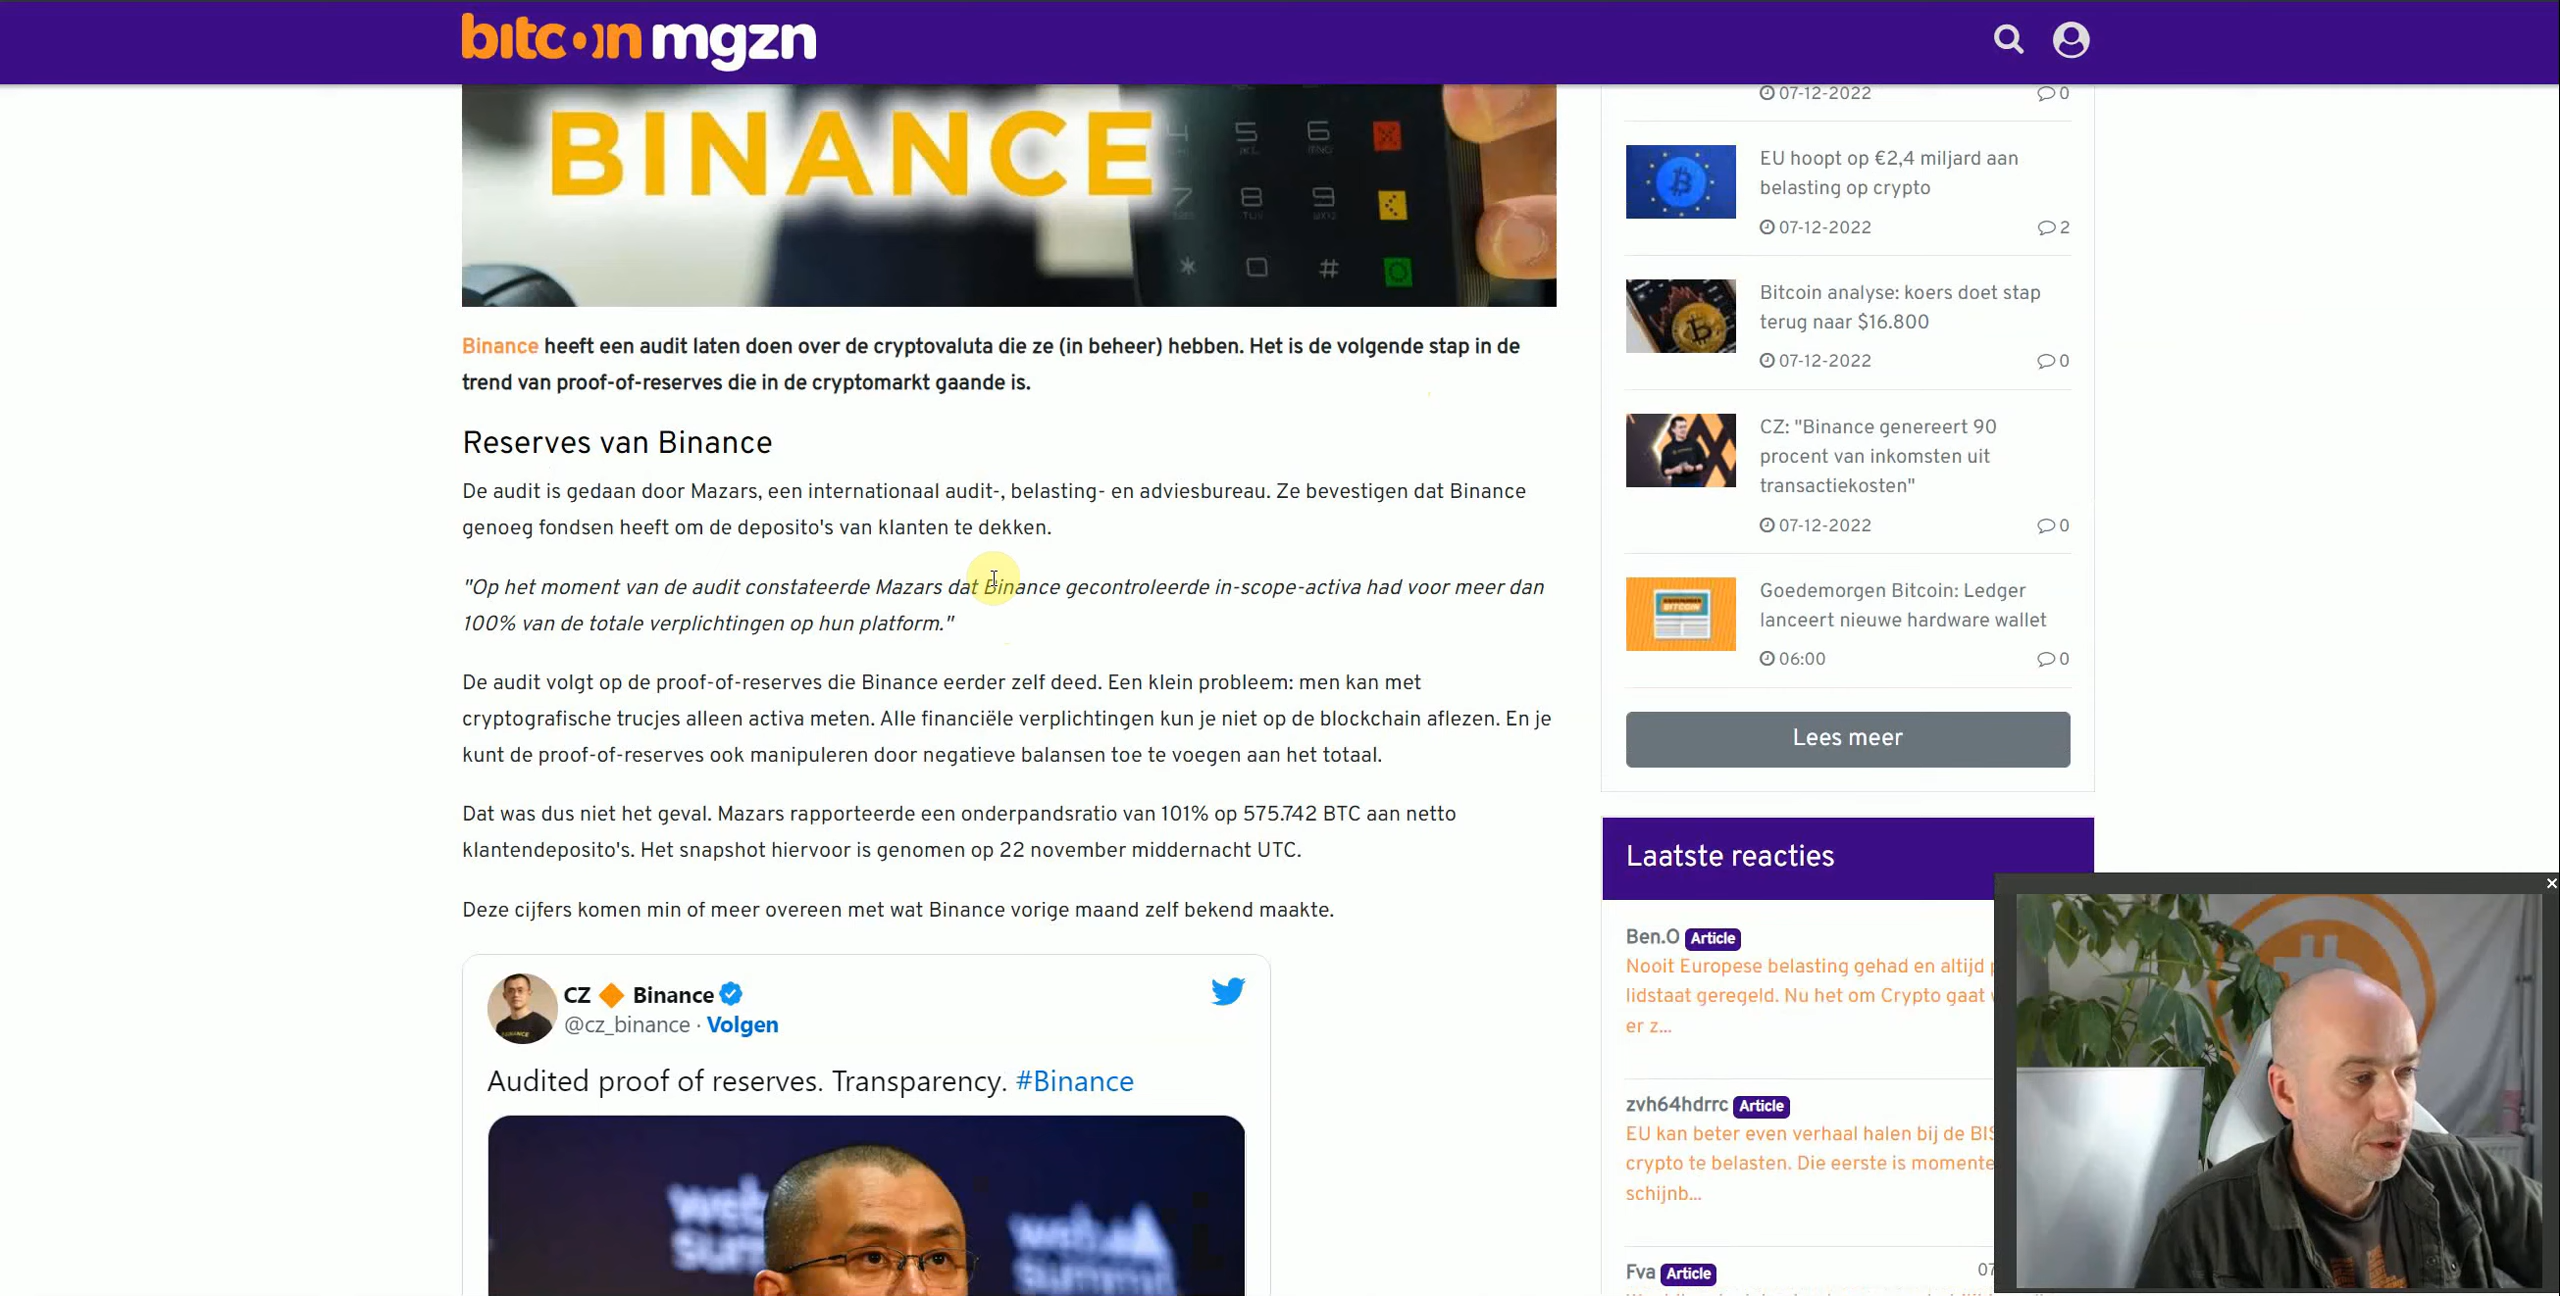 bitcoin mgzn
BINANCE
Binance heeft een audit laten doen over de cryptovaluta die ze (in beheer) hebben. Het is de volgende stap in de
trend van proof-of-reserves die in de cryptomarkt gaande is.
Reserves van Binance
De audit is gedaan door Mazars, een internationaal audit-, belasting- en adviesbureau. Ze bevestigen dat Binance
genoeg fondsen heeft om de deposito's van klanten te dekken.
"Op het moment van de audit constateerde Mazars dat Binance gecontroleerde in-scope-activa had voor meer dan
100% van de totale verplichtingen op hun platform."
De audit volgt op de proof-of-reserves die Binance eerder zelf deed. Een klein probleem: men kan met
cryptografische trucjes alleen activa meten. Alle financiële verplichtingen kun je niet op de blockchain aflezen. En je
kunt de proof-of-reserves ook manipuleren door negatieve balansen toe te voegen aan het totaal.
Dat was dus niet het geval. Mazars rapporteerde een onderpandsratio van 101% op 575.742 BTC aan netto
klantendeposito's. Het snapshot hiervoor is genomen op 22 november middernacht UTC.
Deze cijfers komen min of meer overeen met wat Binance vorige maand zelf bekend maakte.
CZ Binance
@cz_binance · Volgen
Audited proof of reserves. Transparency. #Binance
07-12-2022 0
EU hoopt op €2,4 miljard aan
belasting op crypto
07-12-2022 2
Bitcoin analyse: koers doet stap
terug naar $16.800
07-12-2022 0
CZ: "Binance genereert 90
procent van inkomsten uit
transactiekosten"
07-12-2022 0
Goedemorgen Bitcoin: Ledger
lanceert nieuwe hardware wallet
06:00 0
Lees meer
Laatste reacties
Ben.O Article
Nooit Europese belasting gehad en altijd
lidstaat geregeld. Nu het om Crypto gaat
er z...
zvh64hdrrc Article
EU kan beter even verhaal halen bij de
crypto te belasten. Die eerste is
schijnb...
Fva Article